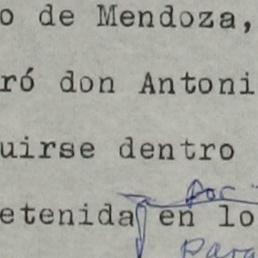 o de Mendoza,
ró don Antoni
uirse dentro
por
etenida en lo
para